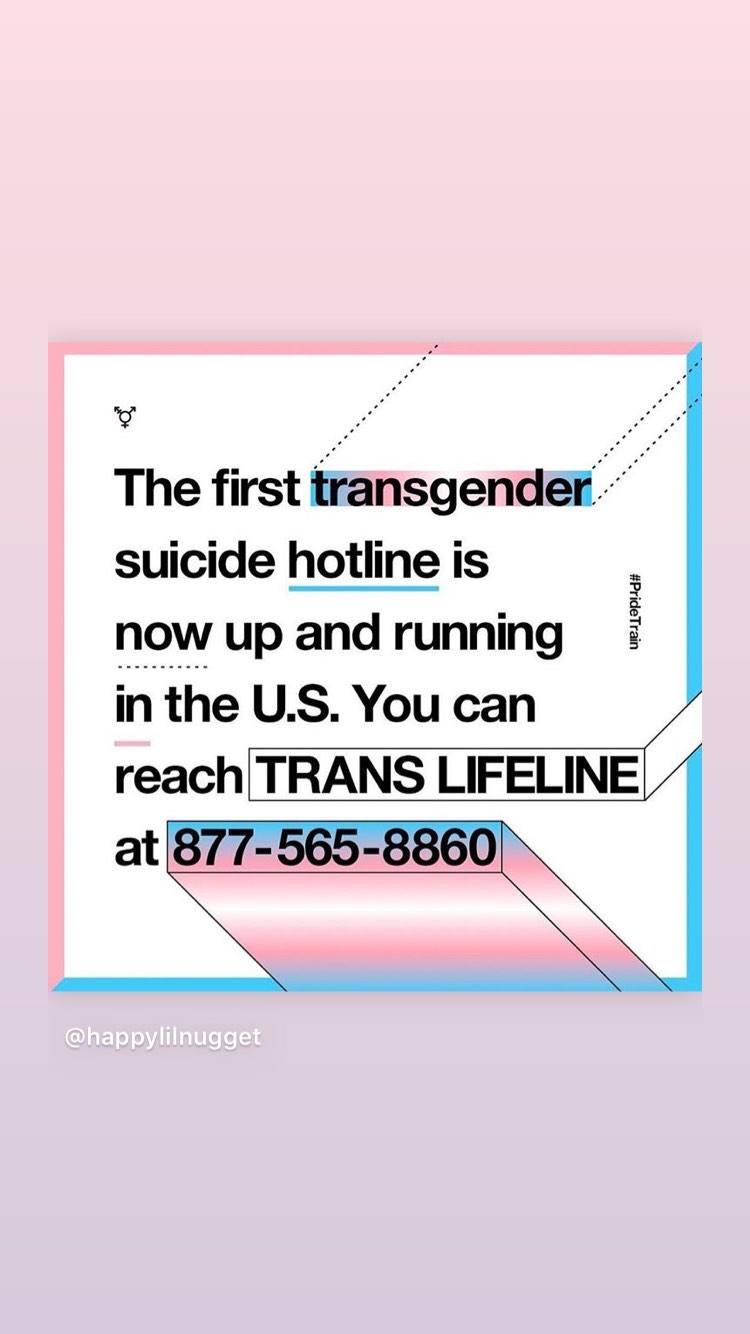 The first transgender
suicide hotline is
now up and running
in the U.S. You can
reach TRANS LIFELINE
at 877-565-8860
#PrideTrain
@happylilnugget